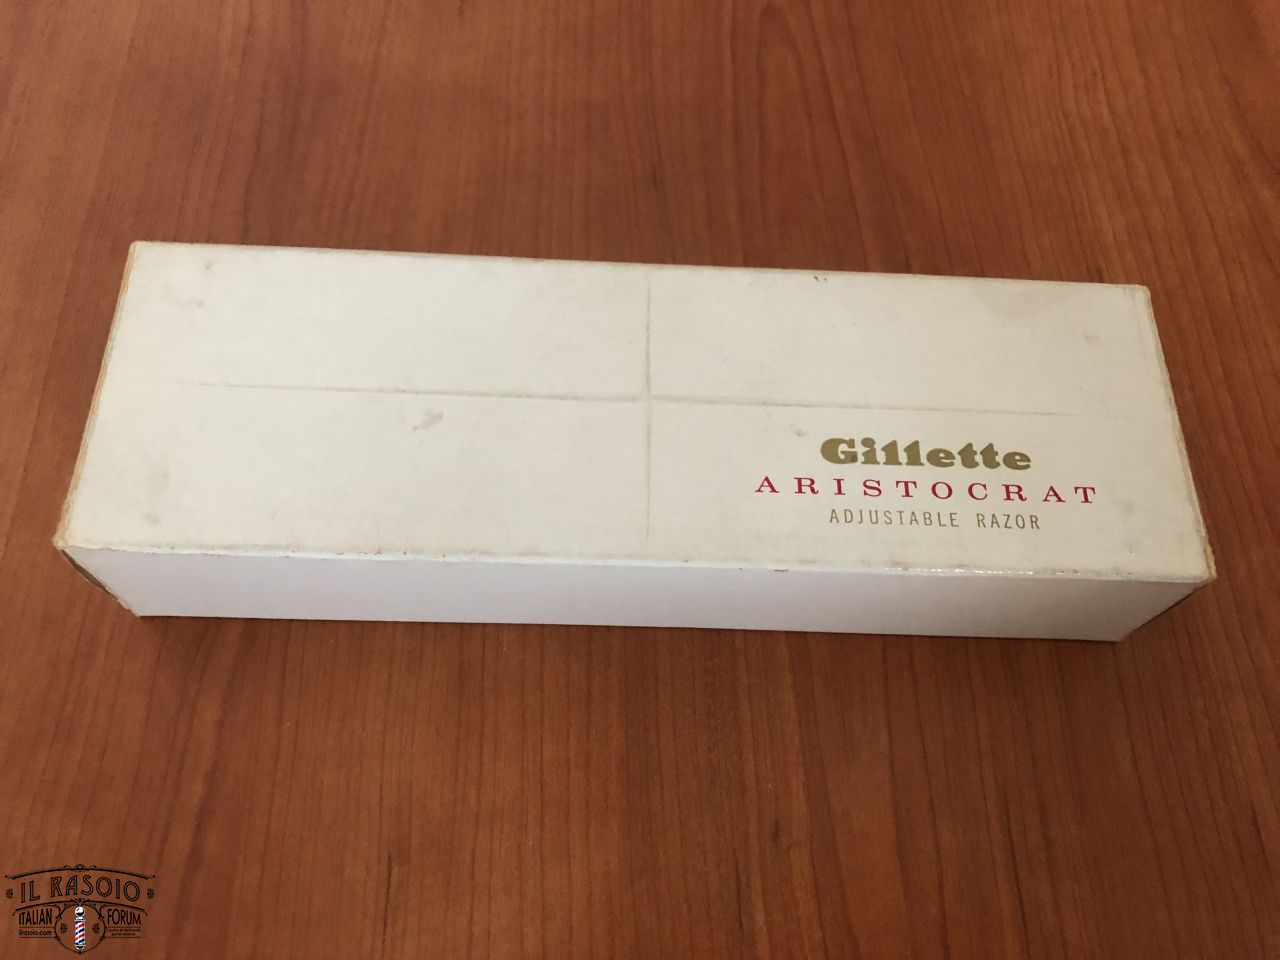 Gillette
ARISTOCRAT
ADJUSTABLE RAZOR
IL RASOIO
ITALIAN FORUM
ilrasoio.com